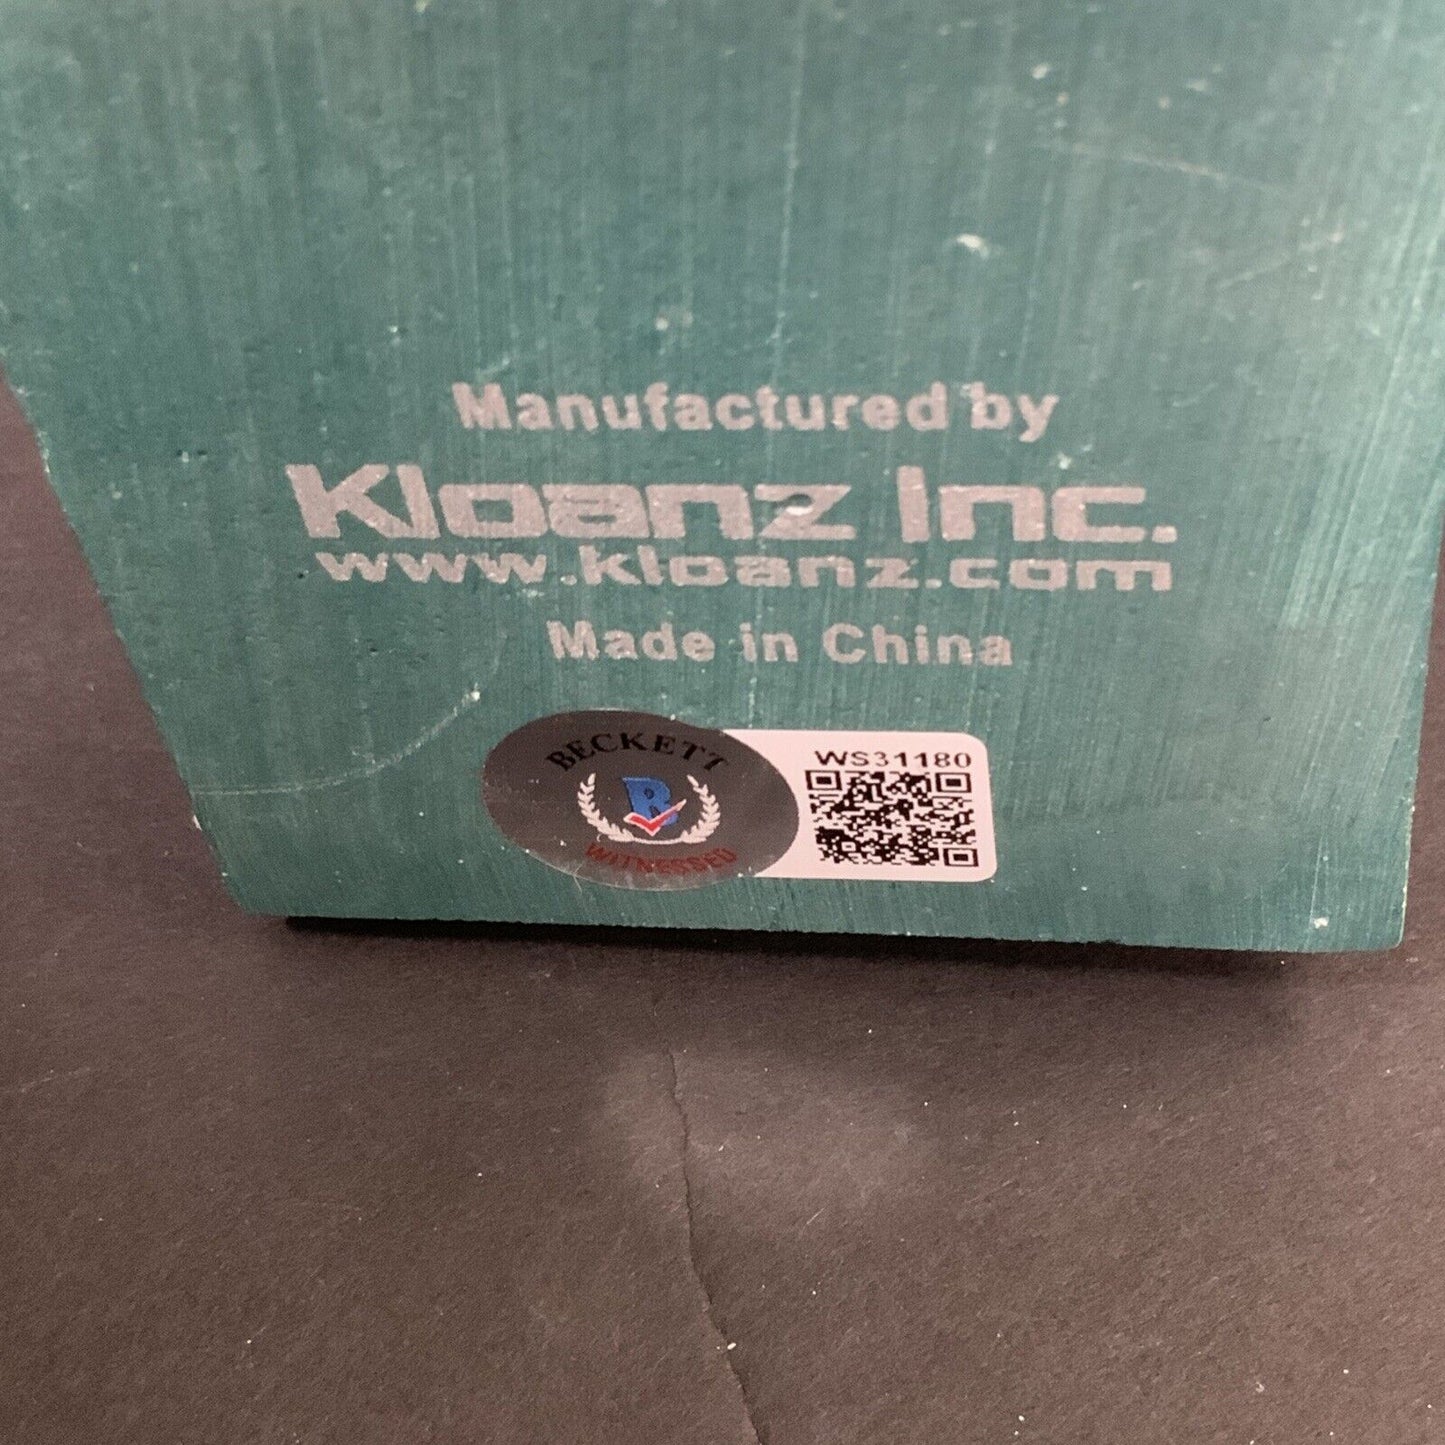 Manufactured by
Kloanz Inc.
www.kloanz.com
Made in China
BECKETT
B
WITNESSED
WS31180